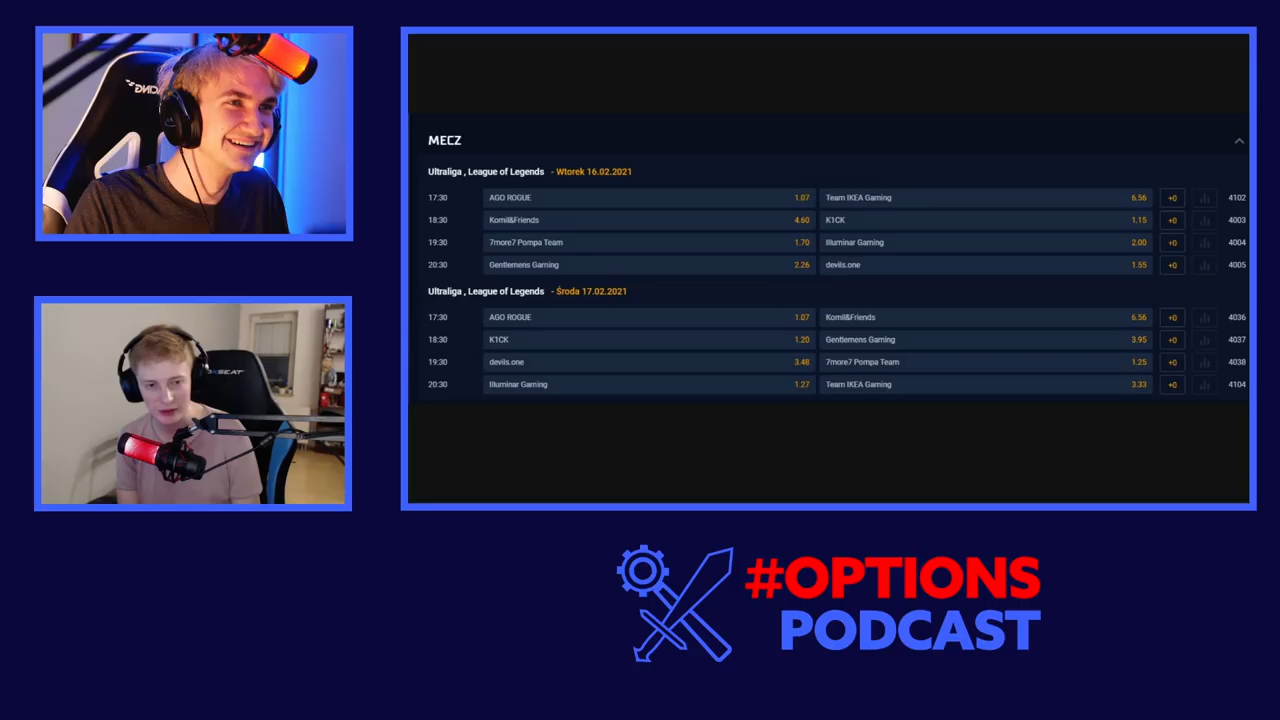 MECZ
Ultraliga , League of Legends - Wtorek 16.02.2021
17:30 AGO ROGUE 1.07 Team IKEA Gaming 6.56 +0 4102
18:30 Komil&Friends 4.60 K1CK 1.15 +0 4003
19:30 7more7 Pompa Team 1.70 Illuminar Gaming 2.00 +0 4004
20:30 Gentlemens Gaming 2.26 devils.one 1.55 +0 4005
Ultraliga , League of Legends - Środa 17.02.2021
17:30 AGO ROGUE 1.07 Komil&Friends 6.56 +0 4036
18:30 K1CK 1.20 Gentlemens Gaming 3.95 +0 4037
19:30 devils.one 3.48 7more7 Pompa Team 1.25 +0 4038
20:30 Illuminar Gaming 1.27 Team IKEA Gaming 3.33 +0 4104
#OPTIONS
PODCAST